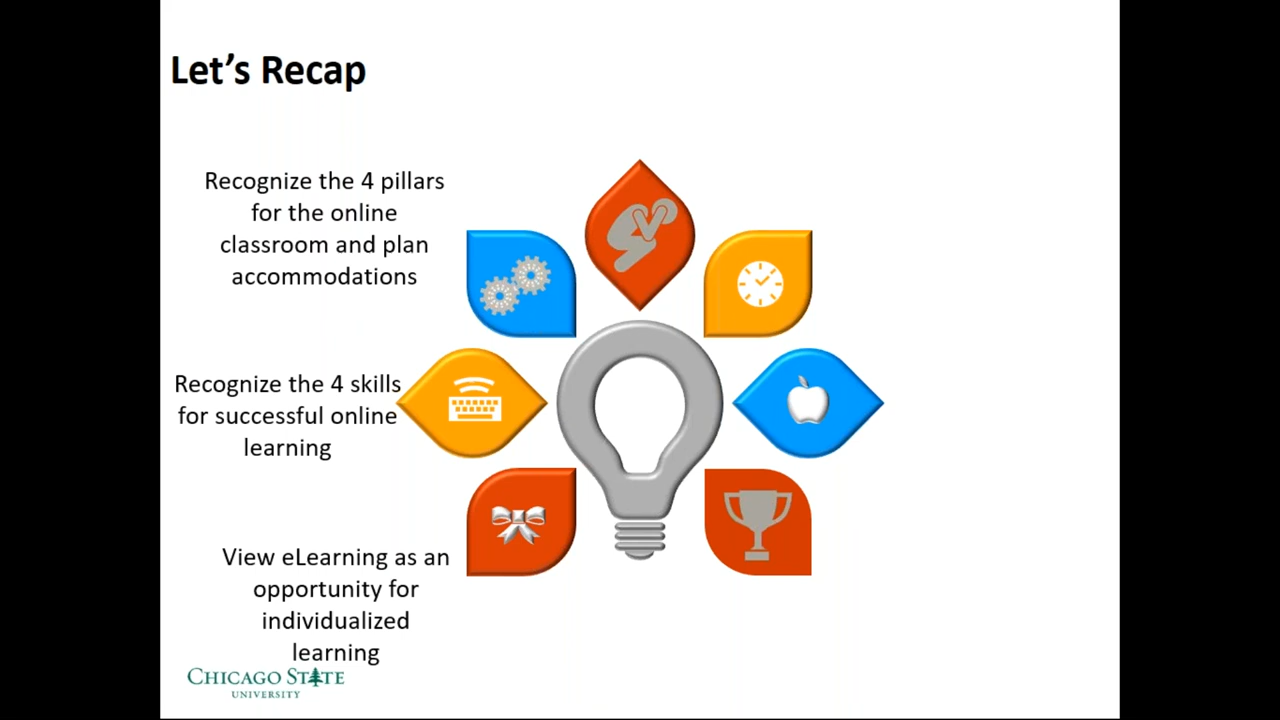 Let's Recap
Recognize the 4 pillars
for the online
classroom and plan
accommodations
Recognize the 4 skills
for successful online
learning
View eLearning as an
opportunity for
individualized
learning
CHICAGO STATE
UNIVERSITY